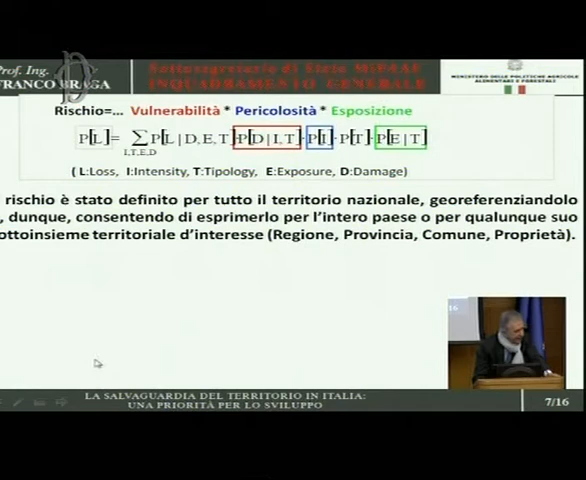 Prof. Ing.
FRANCO BRAGA
Sottosegretario di Stato MiPAAF
INQUADRAMENTO GENERALE
MINISTERO DELLE POLITICHE AGRICOLE
ALIMENTARI E FORESTALI
Rischio=... Vulnerabilità * Pericolosità * Esposizione
P[L]= ∑ P[L|D,E,T]·P[D|I,T]·P[I]·P[T]·P[E|T]
I,T,E,D
( L:Loss, I:Intensity, T:Tipology, E:Exposure, D:Damage)
rischio è stato definito per tutto il territorio nazionale, georeferenziandolo
, dunque, consentendo di esprimerlo per l'intero paese o per qualunque suo
ottoinsieme territoriale d'interesse (Regione, Provincia, Comune, Proprietà).
16
LA SALVAGUARDIA DEL TERRITORIO IN ITALIA:
UNA PRIORITÀ PER LO SVILUPPO
7/16